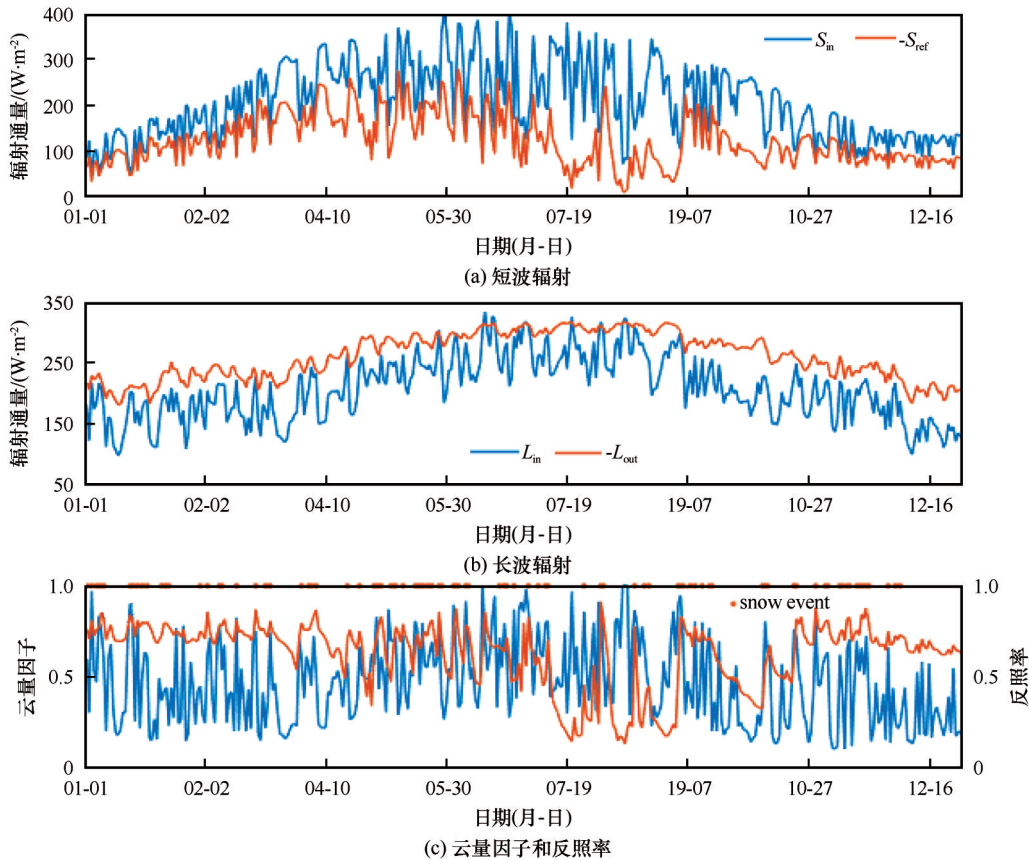 400
300
200
100
0
辐射通量/(W·m⁻²)
S_in -S_ref
01-01 02-02 04-10 05-30 07-19 19-07 10-27 12-16
日期(月-日)
(a) 短波辐射
350
250
150
50
辐射通量/(W·m⁻²)
L_in -L_out
01-01 02-02 04-10 05-30 07-19 19-07 10-27 12-16
日期(月-日)
(b) 长波辐射
1.0 1.0
snow event
0.5 0.5
0 0
云量因子
反照率
01-01 02-02 04-10 05-30 07-19 19-07 10-27 12-16
日期(月-日)
(c) 云量因子和反照率